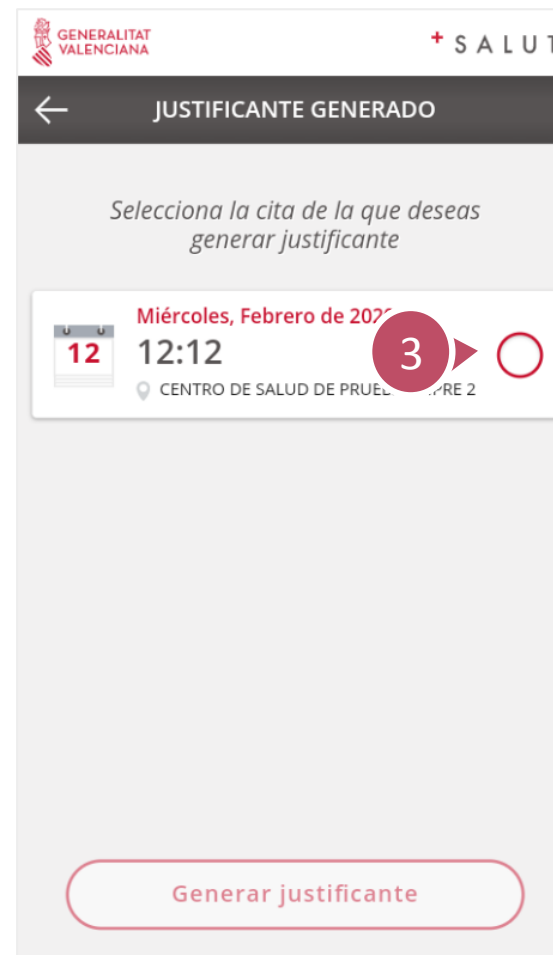 GENERALITAT
VALENCIANA
+ SALUT
JUSTIFICANTE GENERADO
Selecciona la cita de la que deseas
generar justificante
Miércoles, Febrero de
12
12:12
3
CENTRO DE SALUD DE 2
Generar justificante